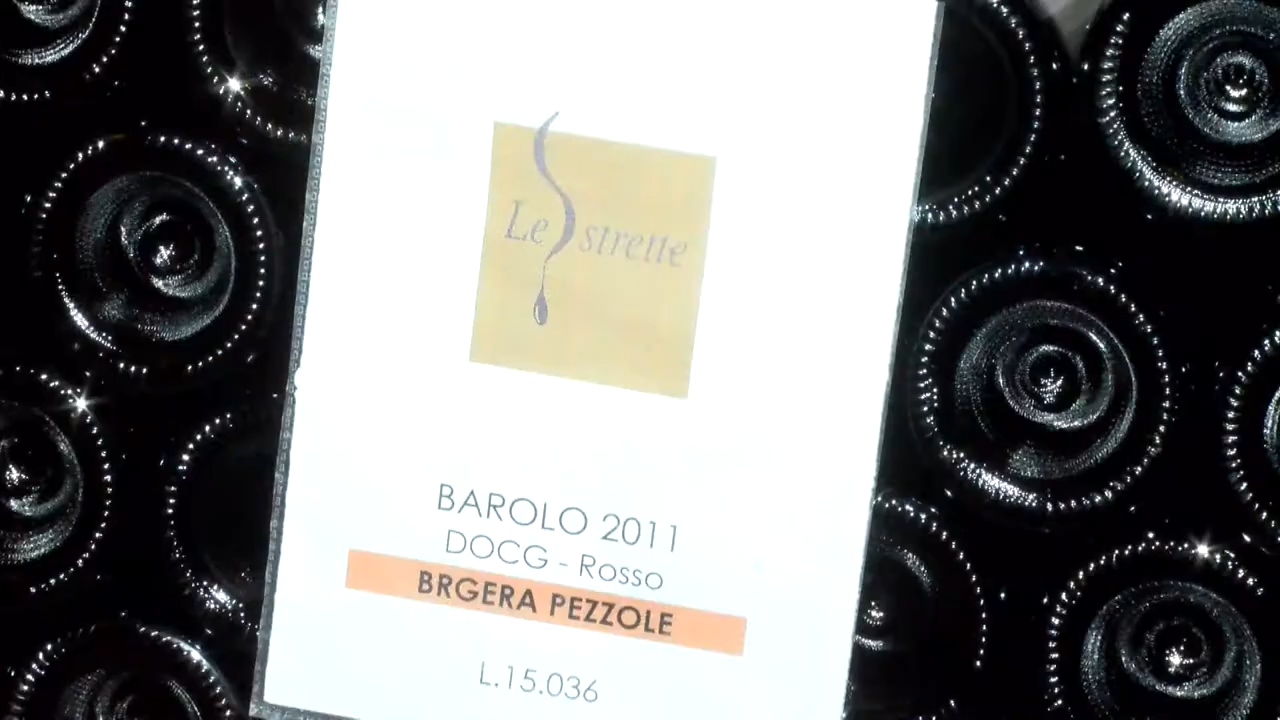 Le Strette
BAROLO 2011
DOCG - Rosso
BRGERA PEZZOLE
L.15.036